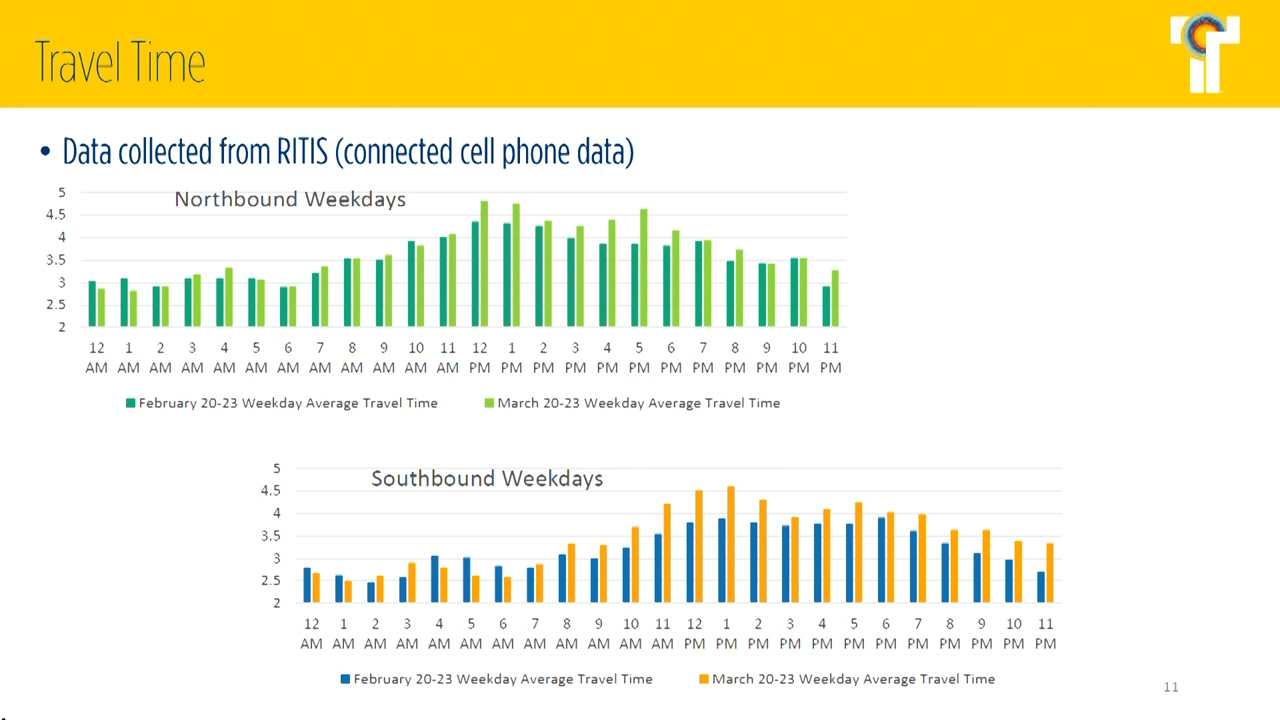 Travel Time
• Data collected from RITIS (connected cell phone data)
Northbound Weekdays
5
4.5
4
3.5
3
2.5
2
12 1 2 3 4 5 6 7 8 9 10 11 12 1 2 3 4 5 6 7 8 9 10 11
AM AM AM AM AM AM AM AM AM AM AM AM PM PM PM PM PM PM PM PM PM PM PM PM
February 20-23 Weekday Average Travel Time March 20-23 Weekday Average Travel Time
Southbound Weekdays
5
4.5
4
3.5
3
2.5
2
12 1 2 3 4 5 6 7 8 9 10 11 12 1 2 3 4 5 6 7 8 9 10 11
AM AM AM AM AM AM AM AM AM AM AM AM PM PM PM PM PM PM PM PM PM PM PM PM
February 20-23 Weekday Average Travel Time March 20-23 Weekday Average Travel Time
11